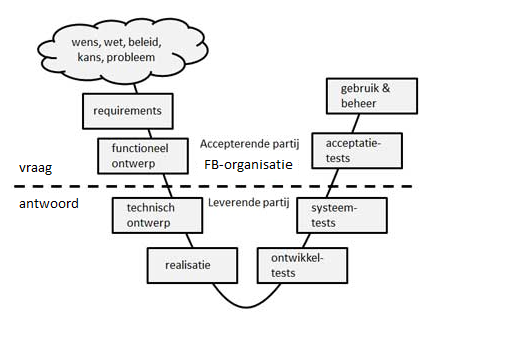 wens, wet, beleid,
kans, probleem
gebruik &
beheer
requirements
functioneel
ontwerp
Accepterende partij
FB-organisatie
acceptatie-
tests
vraag
antwoord
technisch
ontwerp
Leverende partij
systeem-
tests
realisatie
ontwikkel-
tests